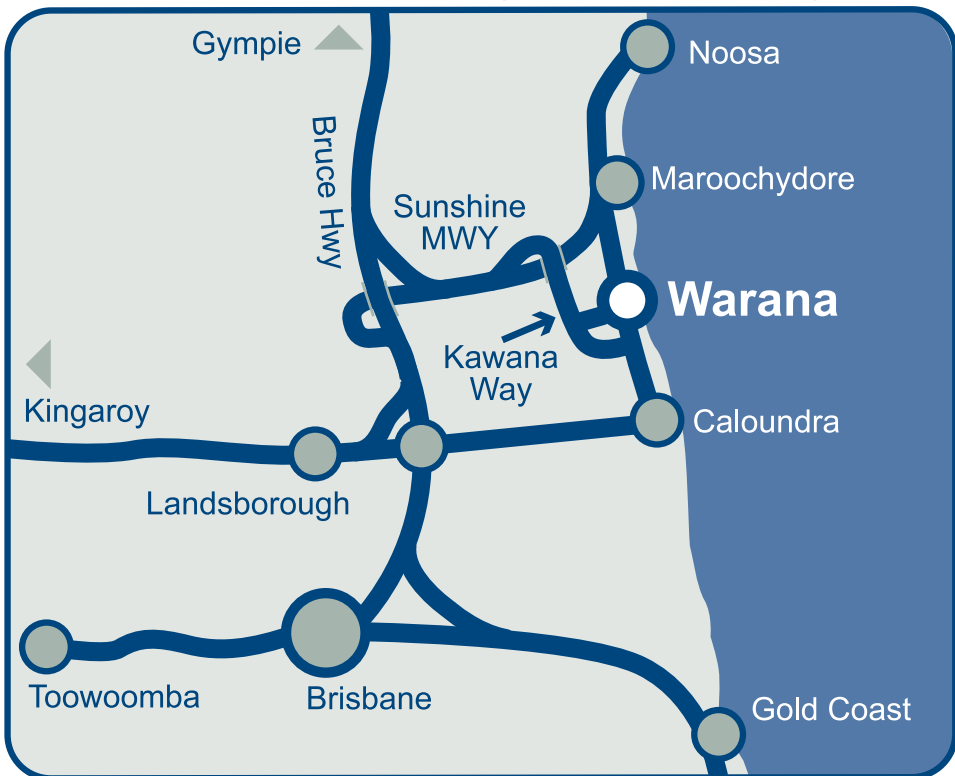 Gympie
Noosa
Bruce Hwy
Maroochydore
Sunshine
MWY
Warana
Kawana
Way
Kingaroy
Caloundra
Landsborough
Toowoomba
Brisbane
Gold Coast